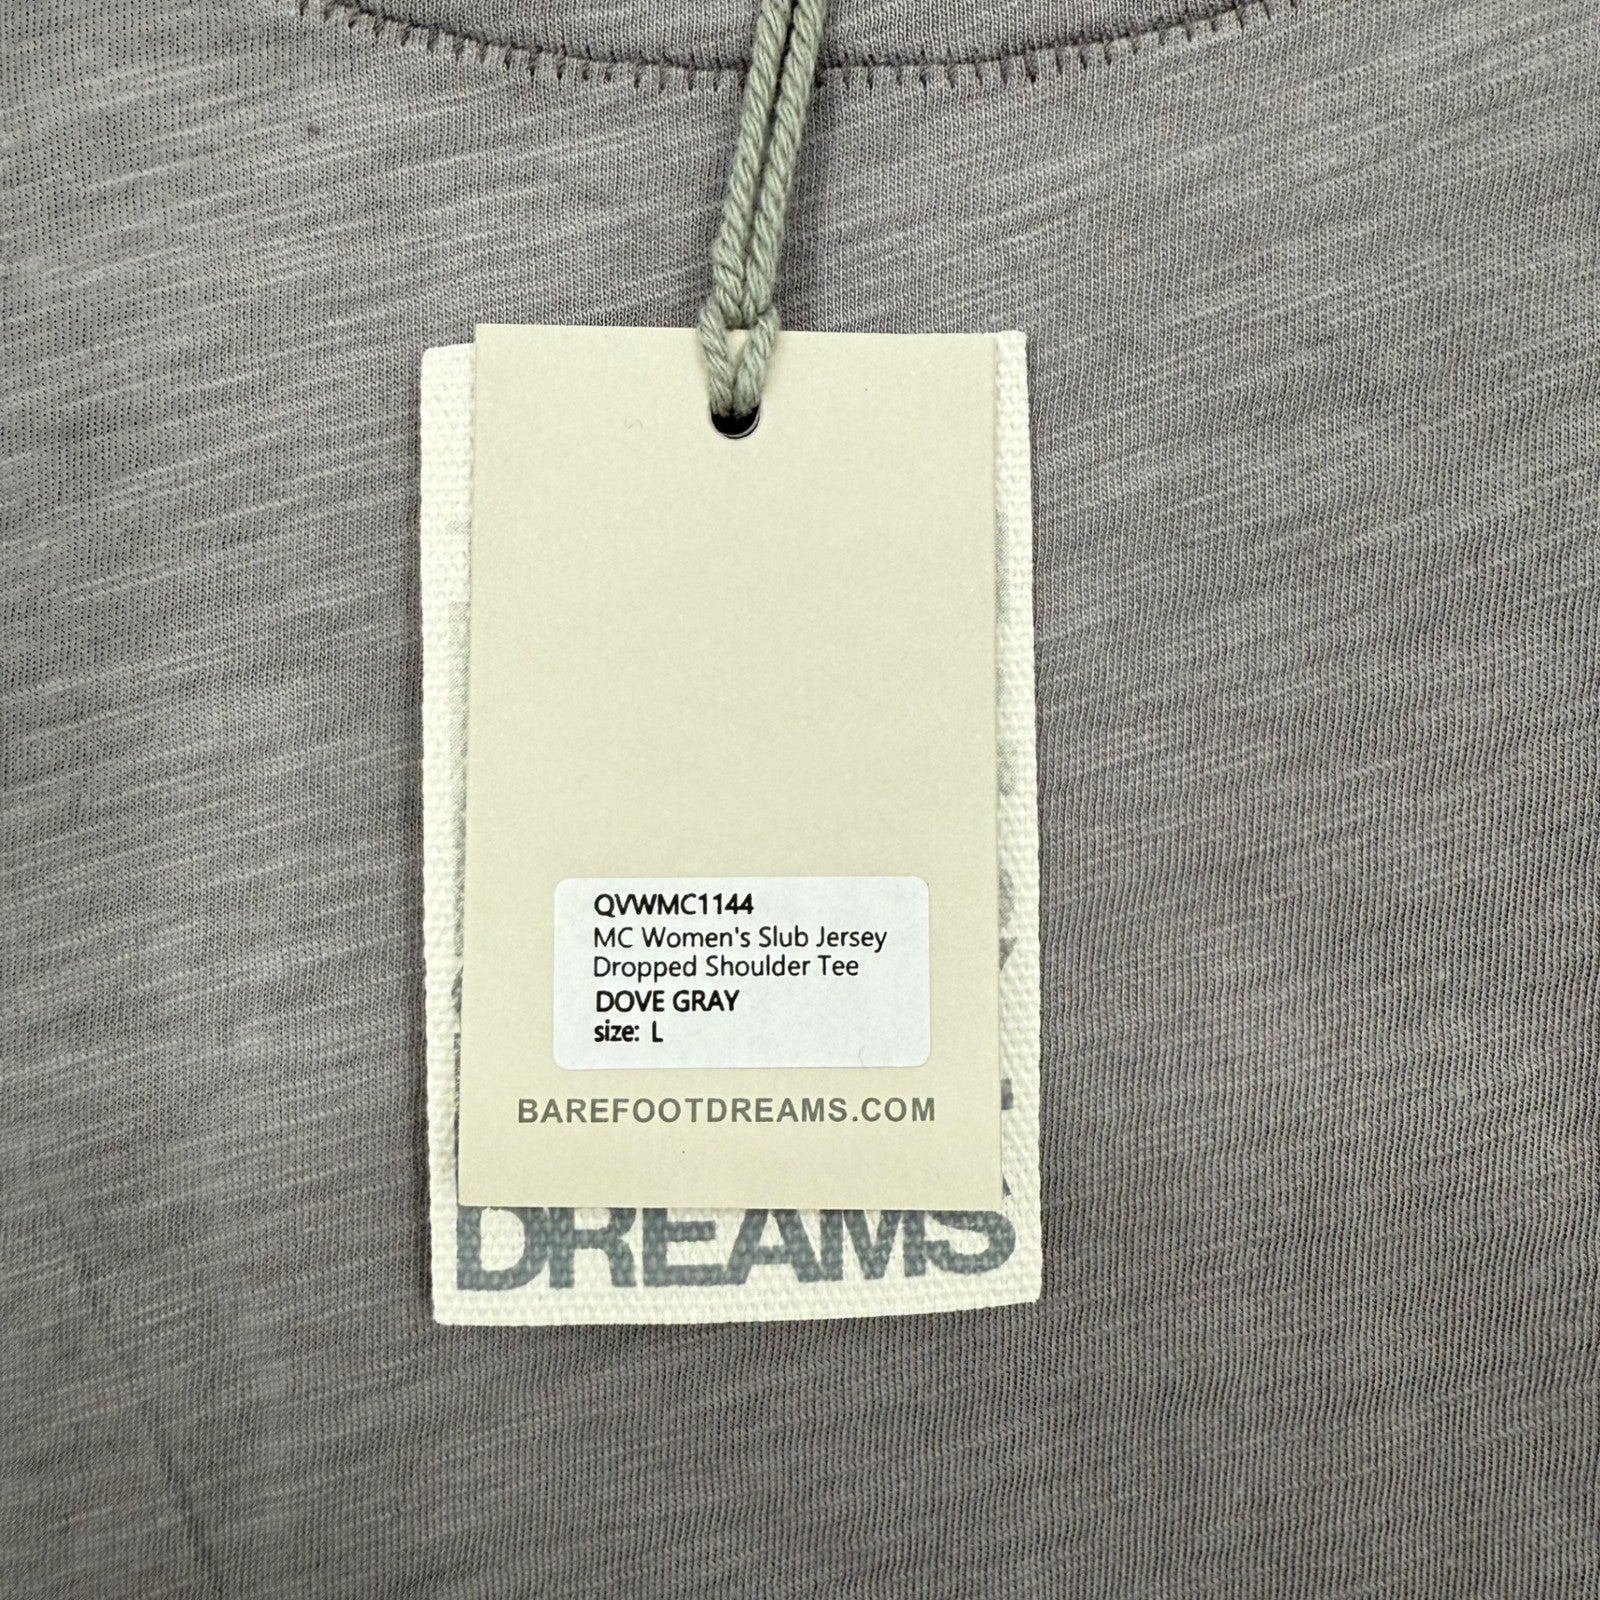 QVWMC1144
MC Women's Slub Jersey
Dropped Shoulder Tee
DOVE GRAY
size: L
BAREFOOTDREAMS.COM
DREAMS